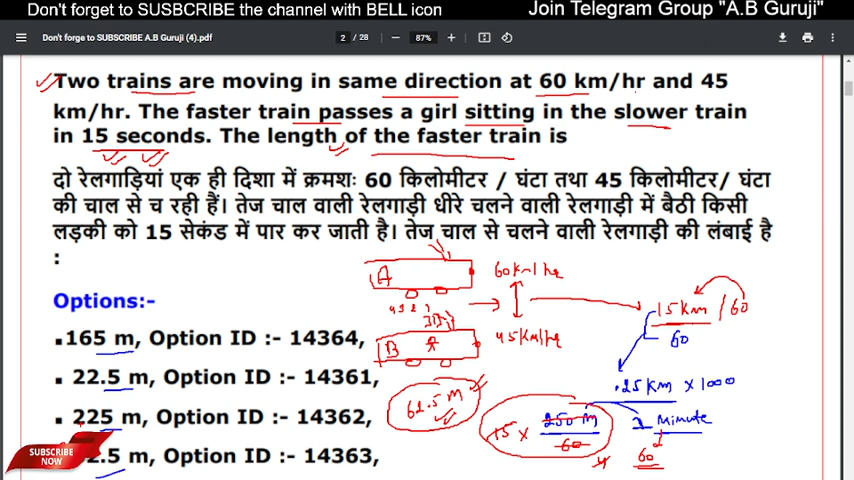 Don't forget to SUSBSCRIBE the channel with BELL icon
Join Telegram Group "A.B Guruji"
Don't forget to SUBSCRIBE A.B Guruji (4).pdf
2 / 28
87%
Two trains are moving in same direction at 60 km/hr and 45
km/hr. The faster train passes a girl sitting in the slower train
in 15 seconds. The length of the faster train is
दो रेलगाड़ियां एक ही दिशा में क्रमशः 60 किलोमीटर / घंटा तथा 45 किलोमीटर/ घंटा
की चाल से च रही हैं। तेज चाल वाली रेलगाड़ी धीरे चलने वाली रेलगाड़ी में बैठी किसी
लड़की को 15 सेकंड में पार कर जाती है। तेज चाल से चलने वाली रेलगाड़ी की लंबाई है
:
A
60km/hr
Options:-
15 km / 60
60
165 m, Option ID :- 14364,
B
45km/hr
22.5 m, Option ID :- 14361,
.25 km x 1000
62.5 m
225 m, Option ID :- 14362,
15 x 250 m
60
1 minute
60
2.5 m, Option ID :- 14363,
SUBSCRIBE
NOW